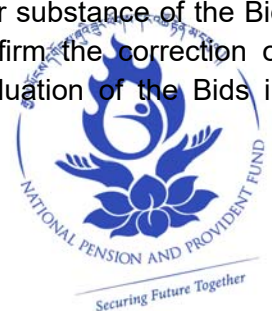 r substance of the Bi
firm the correction o
luation of the Bids i
NATIONAL PENSION AND PROVIDENT FUND
Securing Future Together